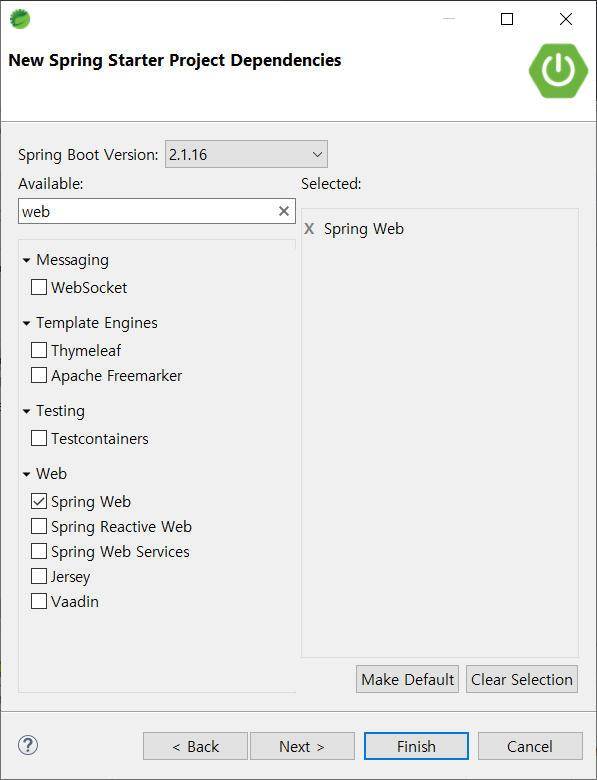 New Spring Starter Project Dependencies
Spring Boot Version: 2.1.16
Available:
Selected:
web
X Spring Web
Messaging
WebSocket
Template Engines
Thymeleaf
Apache Freemarker
Testing
Testcontainers
Web
Spring Web
Spring Reactive Web
Spring Web Services
Jersey
Vaadin
Make Default
Clear Selection
?
< Back
Next >
Finish
Cancel